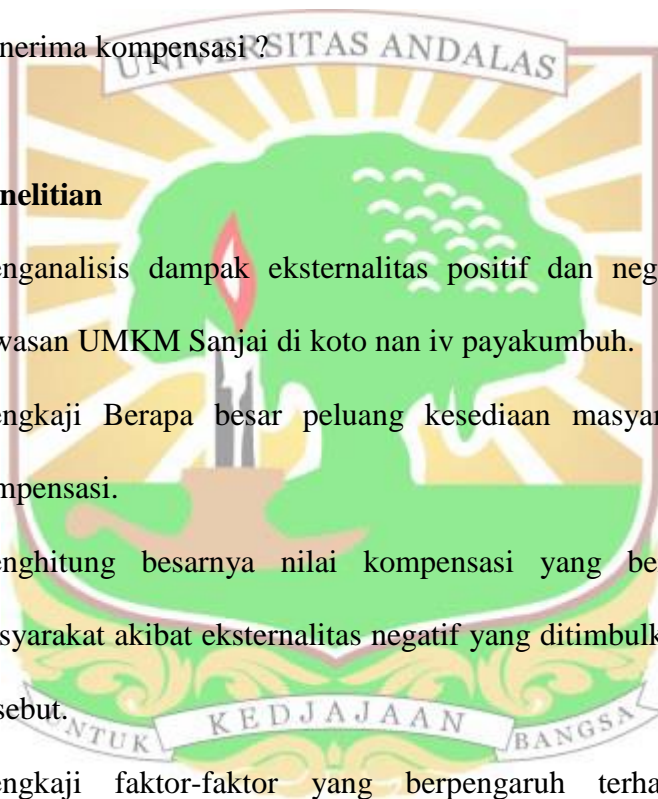 nerima kompensasi ?
UNIVERSITAS ANDALAS
nelitian
enganalisis dampak eksternalitas positif dan neg
wasan UMKM Sanjai di koto nan iv payakumbuh.
engkaji Berapa besar peluang kesediaan masyar
mpensasi.
enghitung besarnya nilai kompensasi yang be
syarakat akibat eksternalitas negatif yang ditimbulk
sebut.
UNTUK KEDJAJAAN BANGSA
engkaji faktor-faktor yang berpengaruh terha